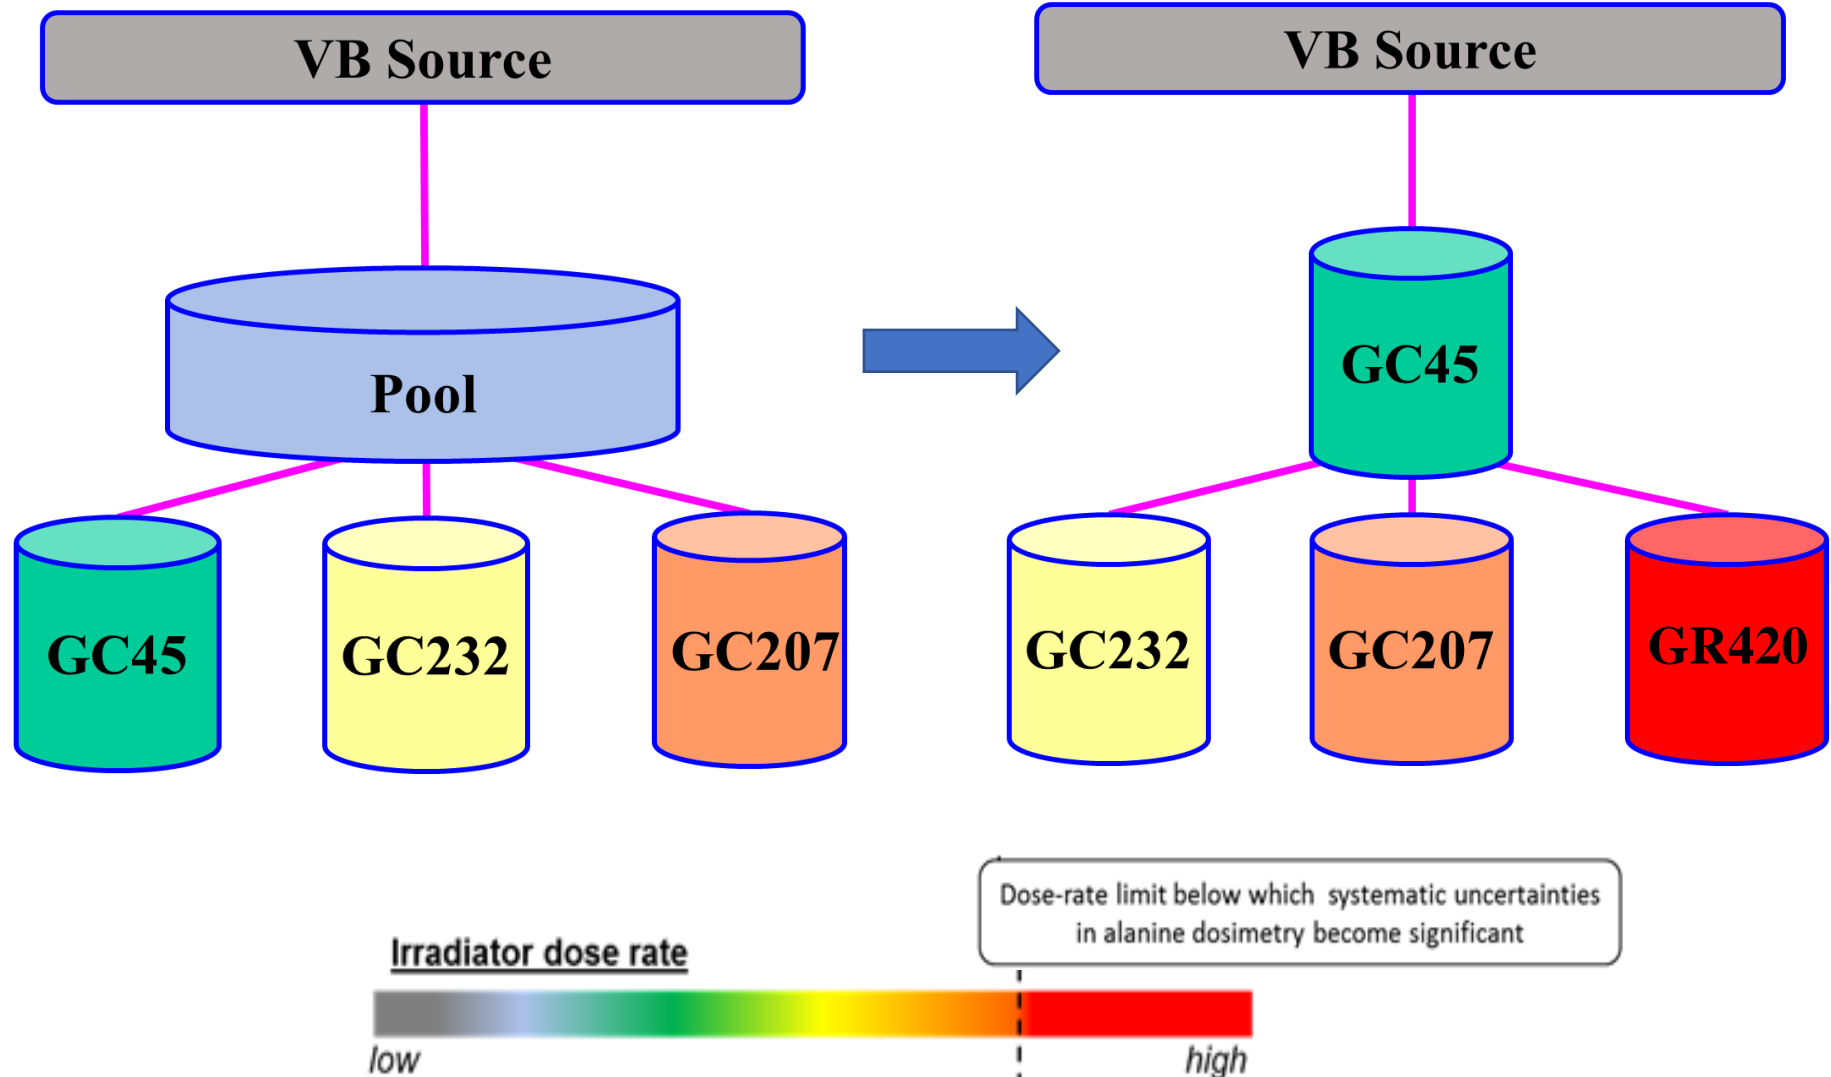 VB Source
VB Source
Pool
GC45
GC45
GC232
GC207
GC232
GC207
GR420
Dose-rate limit below which systematic uncertainties
in alanine dosimetry become significant
Irradiator dose rate
low
high